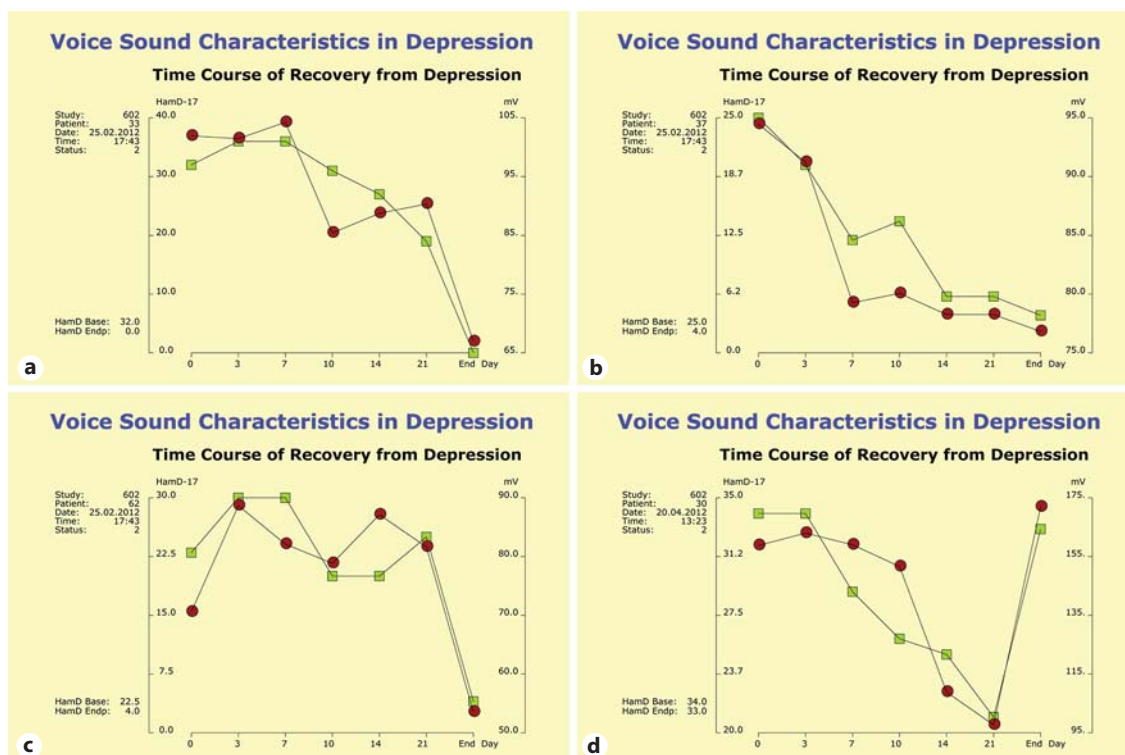 Voice Sound Characteristics in Depression
Time Course of Recovery from Depression
HamD-17
mV
Study: 602
Patient: 33
Date: 25.02.2012
Time: 17:43
Status: 2
40.0
30.0
20.0
10.0
0.0
105.
95.
85.
75.
65.
HamD Base: 32.0
HamD Endp: 0.0
0 3 7 10 14 21 End Day
a
Voice Sound Characteristics in Depression
Time Course of Recovery from Depression
HamD-17
mV
Study: 602
Patient: 37
Date: 25.02.2012
Time: 17:43
Status: 2
25.0
18.7
12.5
6.2
0.0
95.0
90.0
85.0
80.0
75.0
HamD Base: 25.0
HamD Endp: 4.0
0 3 7 10 14 21 End Day
b
Voice Sound Characteristics in Depression
Time Course of Recovery from Depression
HamD-17
mV
Study: 602
Patient: 62
Date: 25.02.2012
Time: 17:43
Status: 2
30.0
22.5
15.0
7.5
0.0
90.0
80.0
70.0
60.0
50.0
HamD Base: 22.5
HamD Endp: 4.0
0 3 7 10 14 21 End Day
c
Voice Sound Characteristics in Depression
Time Course of Recovery from Depression
HamD-17
mV
Study: 602
Patient: 30
Date: 20.04.2012
Time: 13:23
Status: 2
35.0
31.2
27.5
23.7
20.0
175.
155.
135.
115.
95.
HamD Base: 34.0
HamD Endp: 33.0
0 3 7 10 14 21 End Day
d